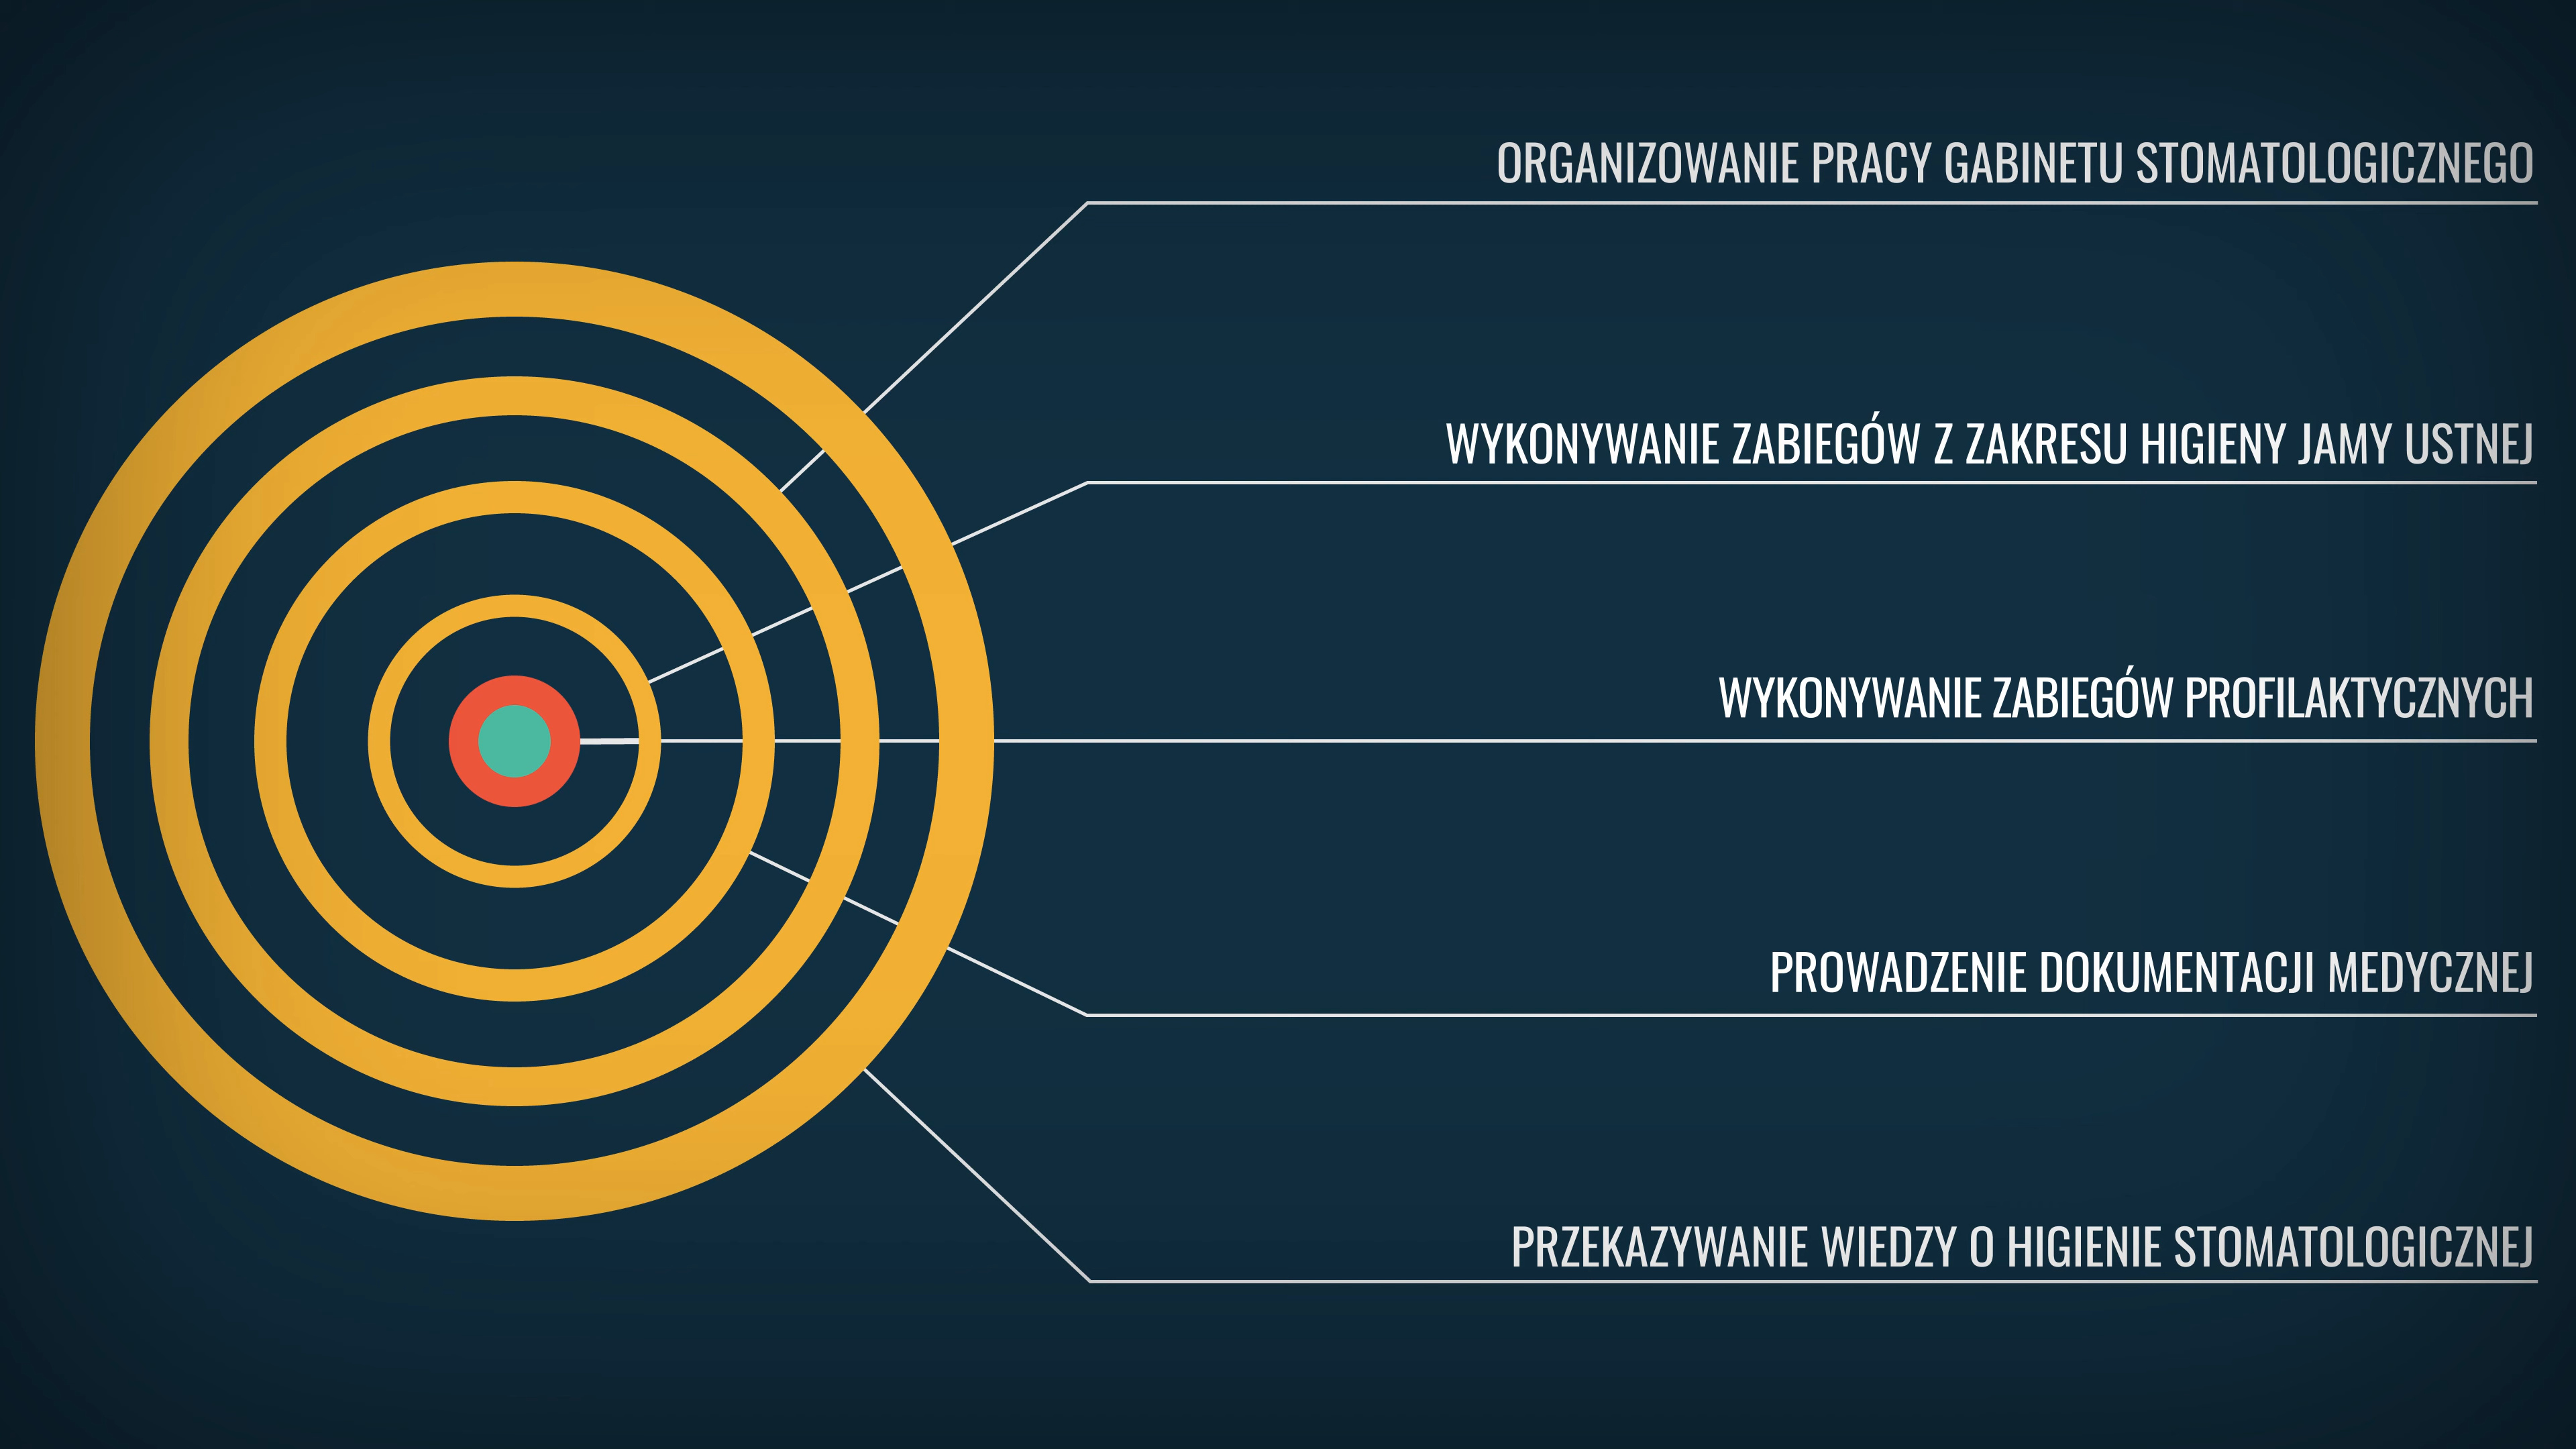 ORGANIZOWANIE PRACY GABINETU STOMATOLOGICZNEGO
WYKONYWANIE ZABIEGÓW Z ZAKRESU HIGIENY JAMY USTNEJ
WYKONYWANIE ZABIEGÓW PROFILAKTYCZNYCH
PROWADZENIE DOKUMENTACJI MEDYCZNEJ
PRZEKAZYWANIE WIEDZY O HIGIENIE STOMATOLOGICZNEJ